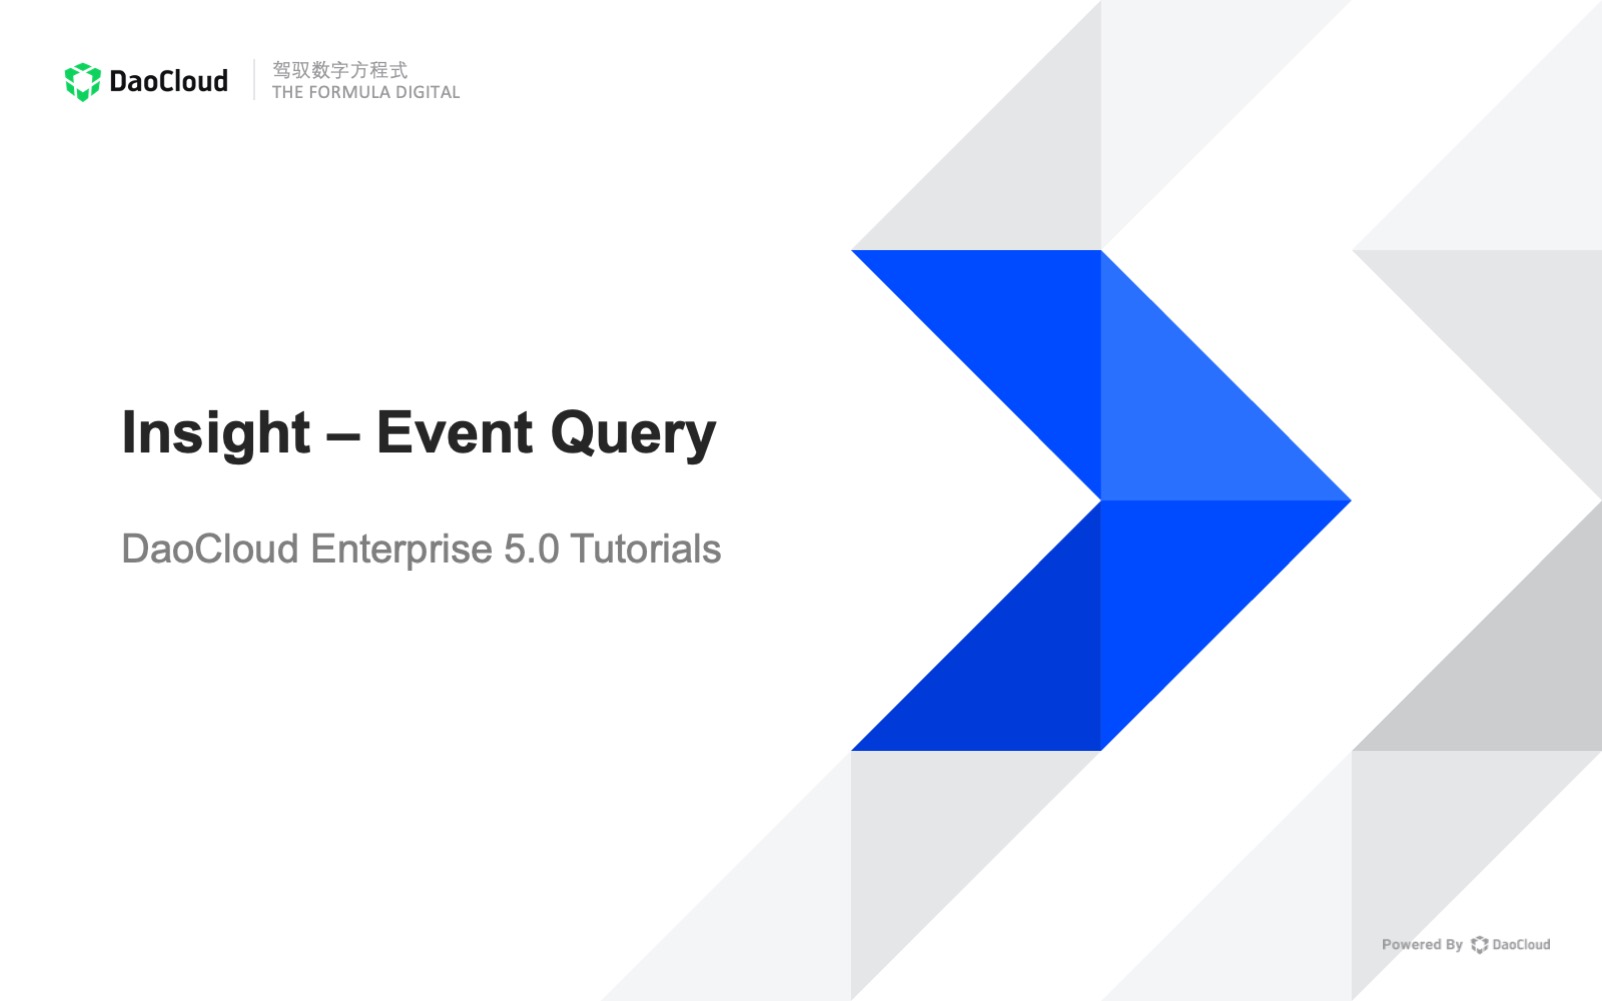 DaoCloud
驾驭数字方程式
THE FORMULA DIGITAL
Insight – Event Query
DaoCloud Enterprise 5.0 Tutorials
Powered By DaoCloud